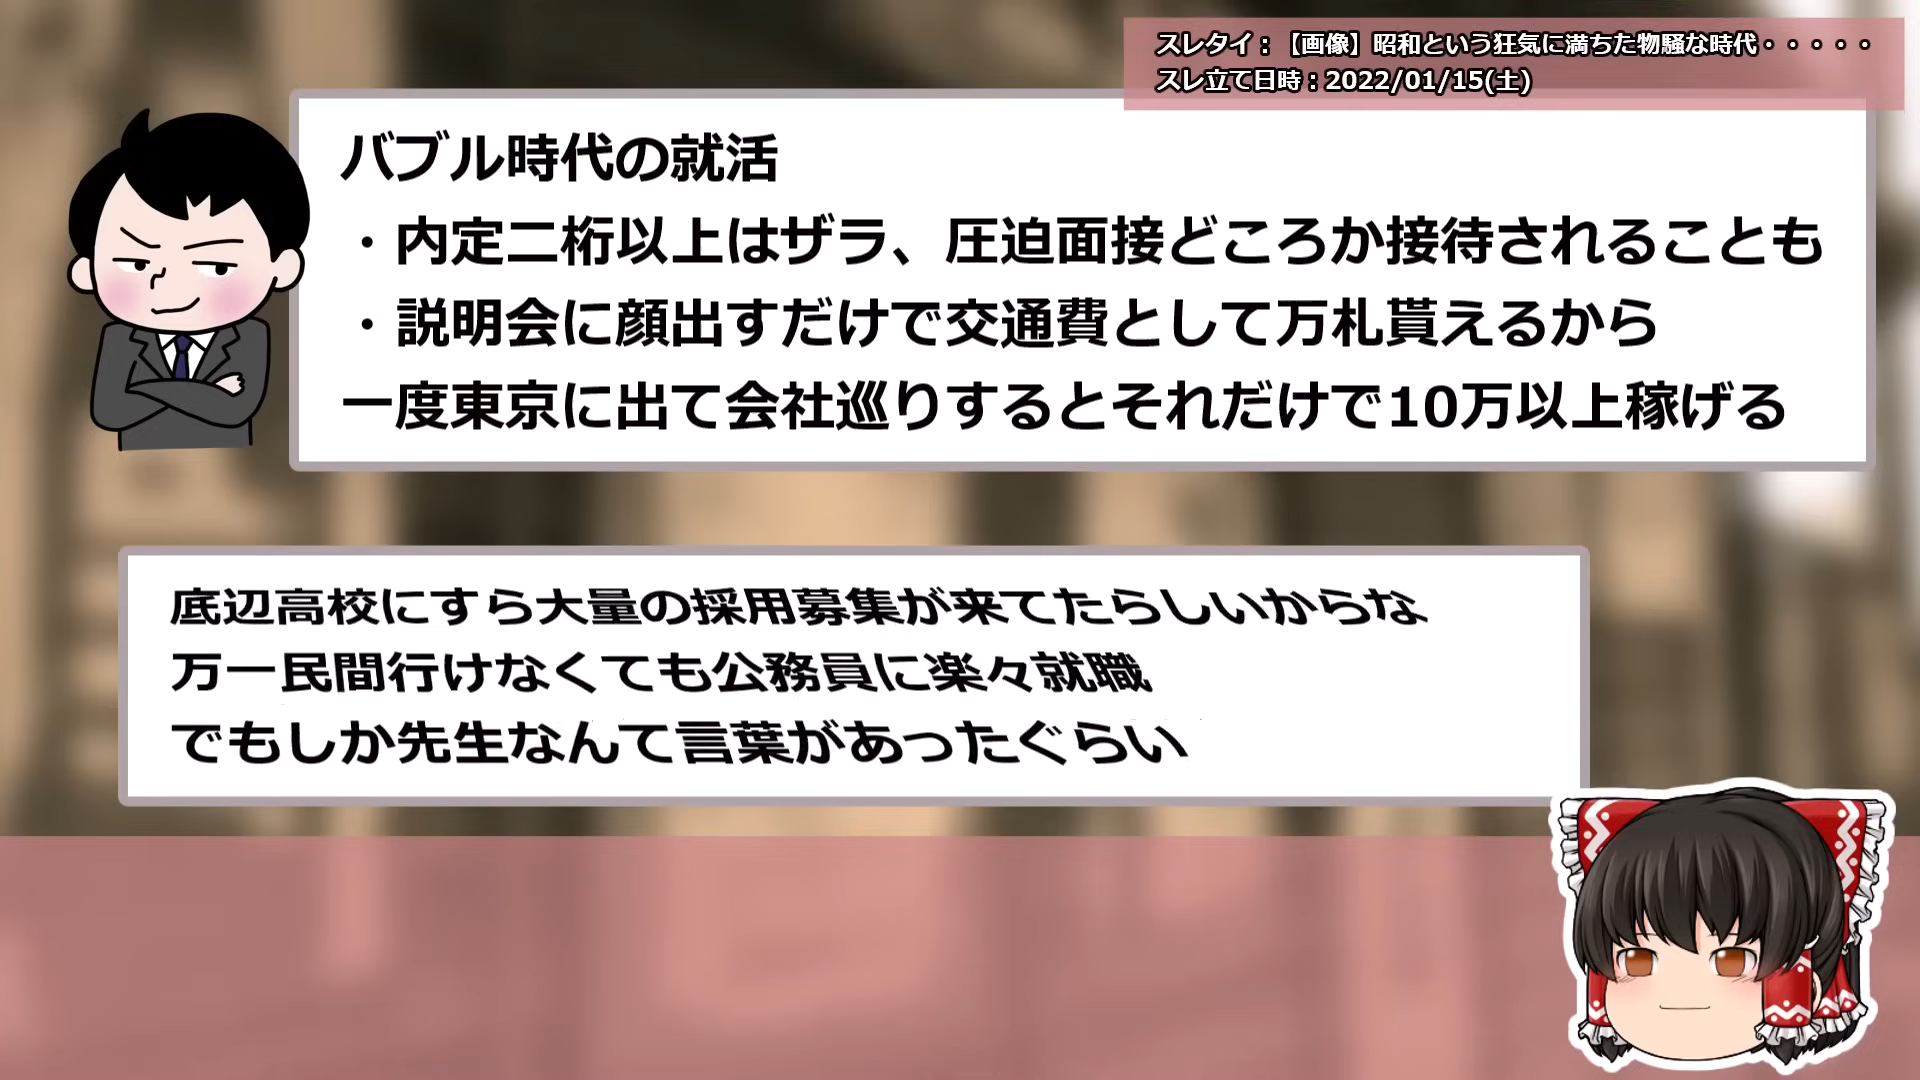 スレタイ：【画像】昭和という狂気に満ちた物騒な時代・・・・・
スレ立て日時：2022/01/15(土)
バブル時代の就活
・内定二桁以上はザラ、圧迫面接どころか接待されることも
・説明会に顔出すだけで交通費として万札貰えるから
一度東京に出て会社巡りするとそれだけで10万以上稼げる
底辺高校にすら大量の採用募集が来てたらしいからな
万一民間行けなくても公務員に楽々就職
でもしか先生なんて言葉があったぐらい